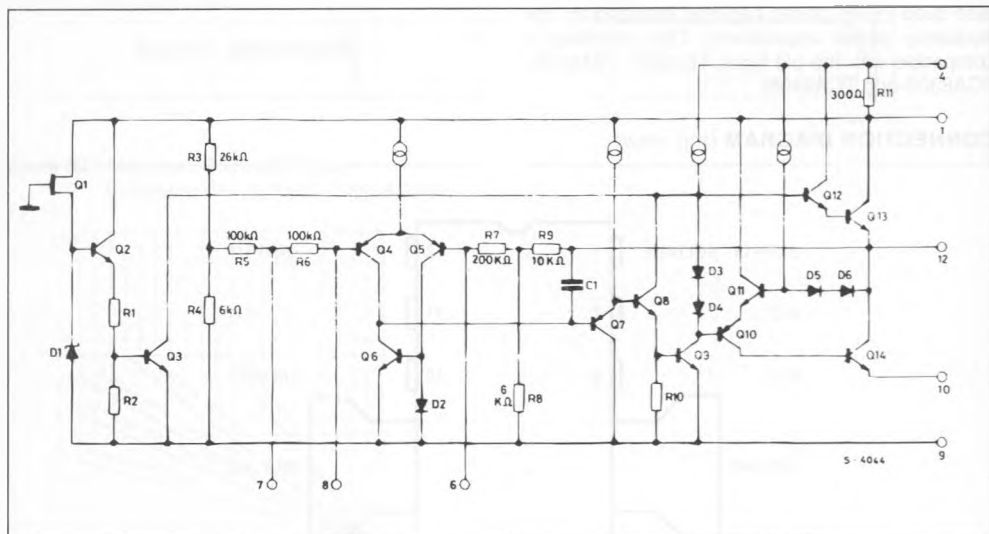 CONNECTION DIAGRAM
4
300Ω R11
1
R3 26kΩ
Q1
Q12
Q13
Q2
100kΩ
R5
100kΩ
R6
Q4
Q5
R7
200KΩ
R9
10KΩ
12
C1
D3
D5 D6
R1
R4 6kΩ
Q8
Q11
D4
Q7
D1
Q3
Q6
Q3
Q10
Q14
R2
D2
6
KΩ
R8
R10
10
9
S-4044
7
8
6